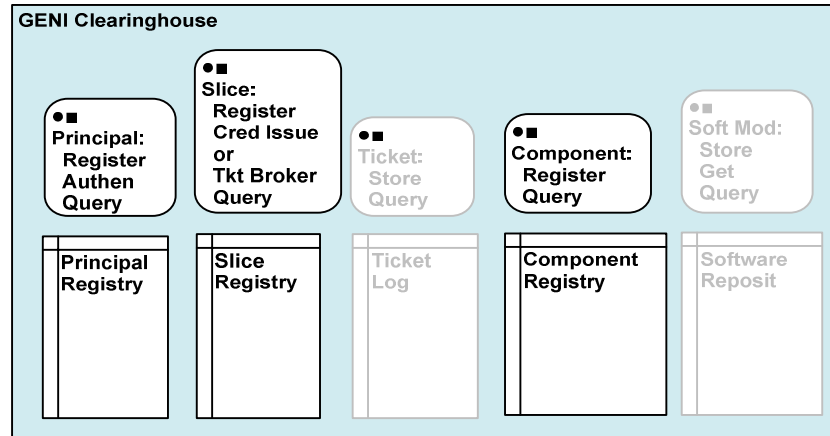 GENI Clearinghouse
Principal:
Register
Authen
Query
Slice:
Register
Cred Issue
or
Tkt Broker
Query
Ticket:
Store
Query
Component:
Register
Query
Soft Mod:
Store
Get
Query
Principal
Registry
Slice
Registry
Ticket
Log
Component
Registry
Software
Reposit